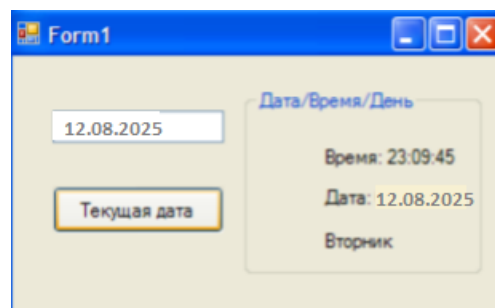 Form1
12.08.2025
Текущая дата
Дата/Время/День
Время: 23:09:45
Дата: 12.08.2025
Вторник